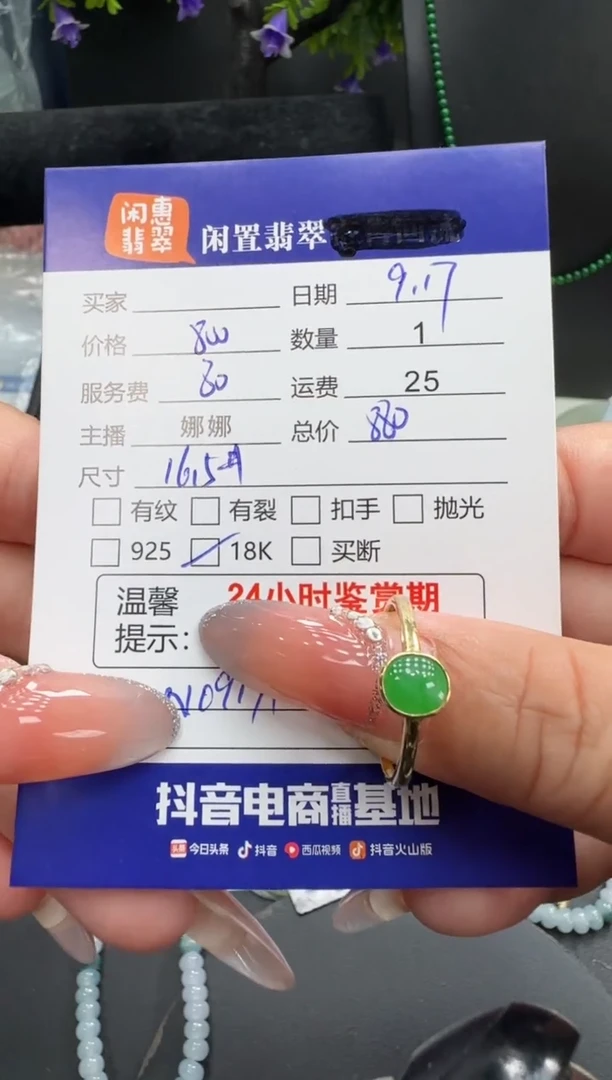 闲惠
翡翠
闲置翡翠
买家 日期 9.17
价格 800 数量 1
服务费 80 运费 25
主播 娜娜 总价 880
尺寸 16.5
有纹 有裂 扣手 抛光
925 18K 买断
温馨 24小时鉴赏期
提示:
抖音电商直播基地
头条 今日头条 抖音 西瓜视频 抖音火山版